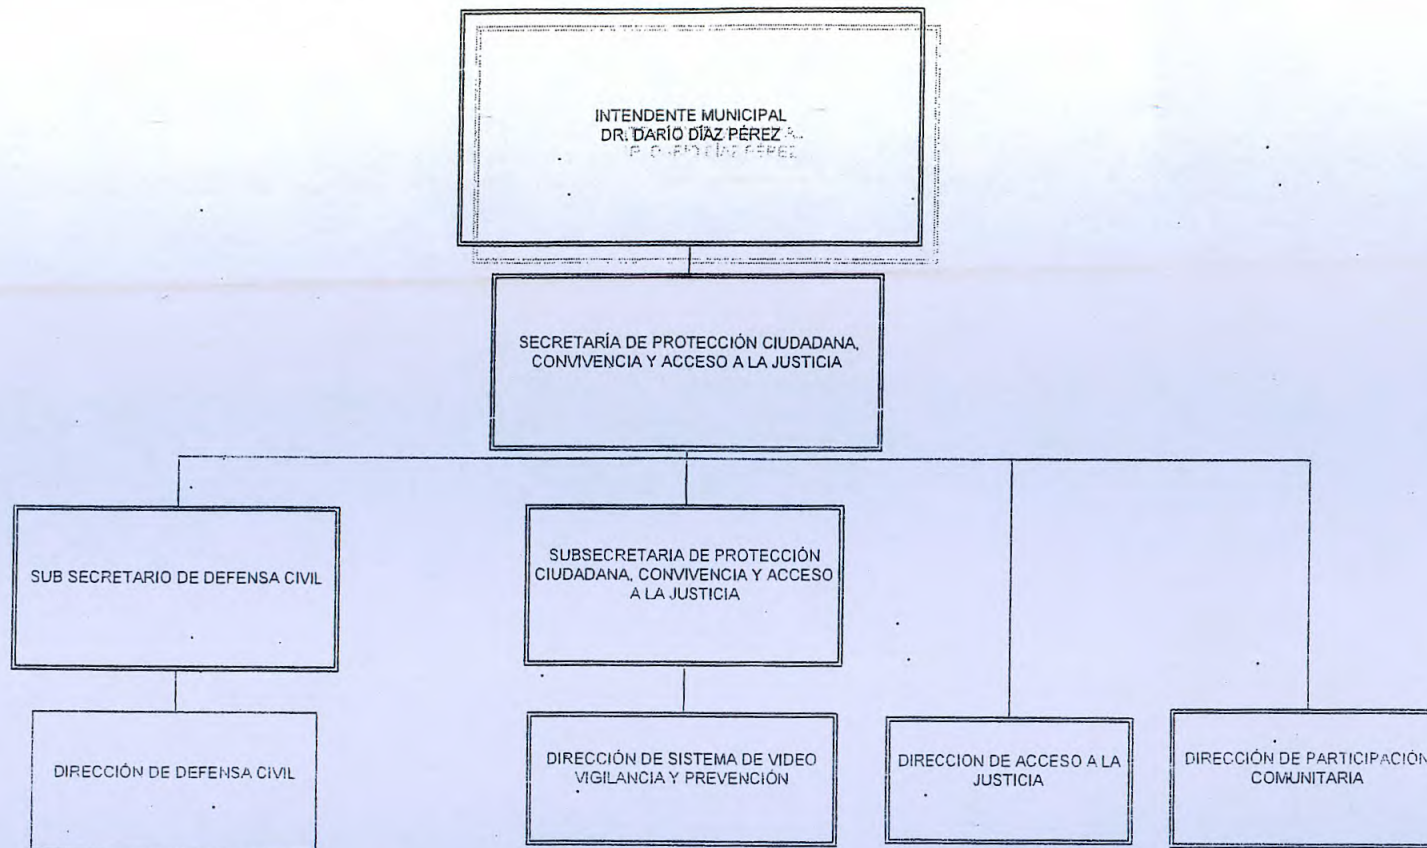 INTENDENTE MUNICIPAL
DR. DARÍO DÍAZ PÉREZ
SECRETARÍA DE PROTECCIÓN CIUDADANA,
CONVIVENCIA Y ACCESO A LA JUSTICIA
SUB SECRETARIO DE DEFENSA CIVIL
SUBSECRETARIA DE PROTECCIÓN
CIUDADANA, CONVIVENCIA Y ACCESO
A LA JUSTICIA
DIRECCIÓN DE DEFENSA CIVIL
DIRECCIÓN DE SISTEMA DE VIDEO
VIGILANCIA Y PREVENCIÓN
DIRECCION DE ACCESO A LA
JUSTICIA
DIRECCIÓN DE PARTICIPACIÓN
COMUNITARIA